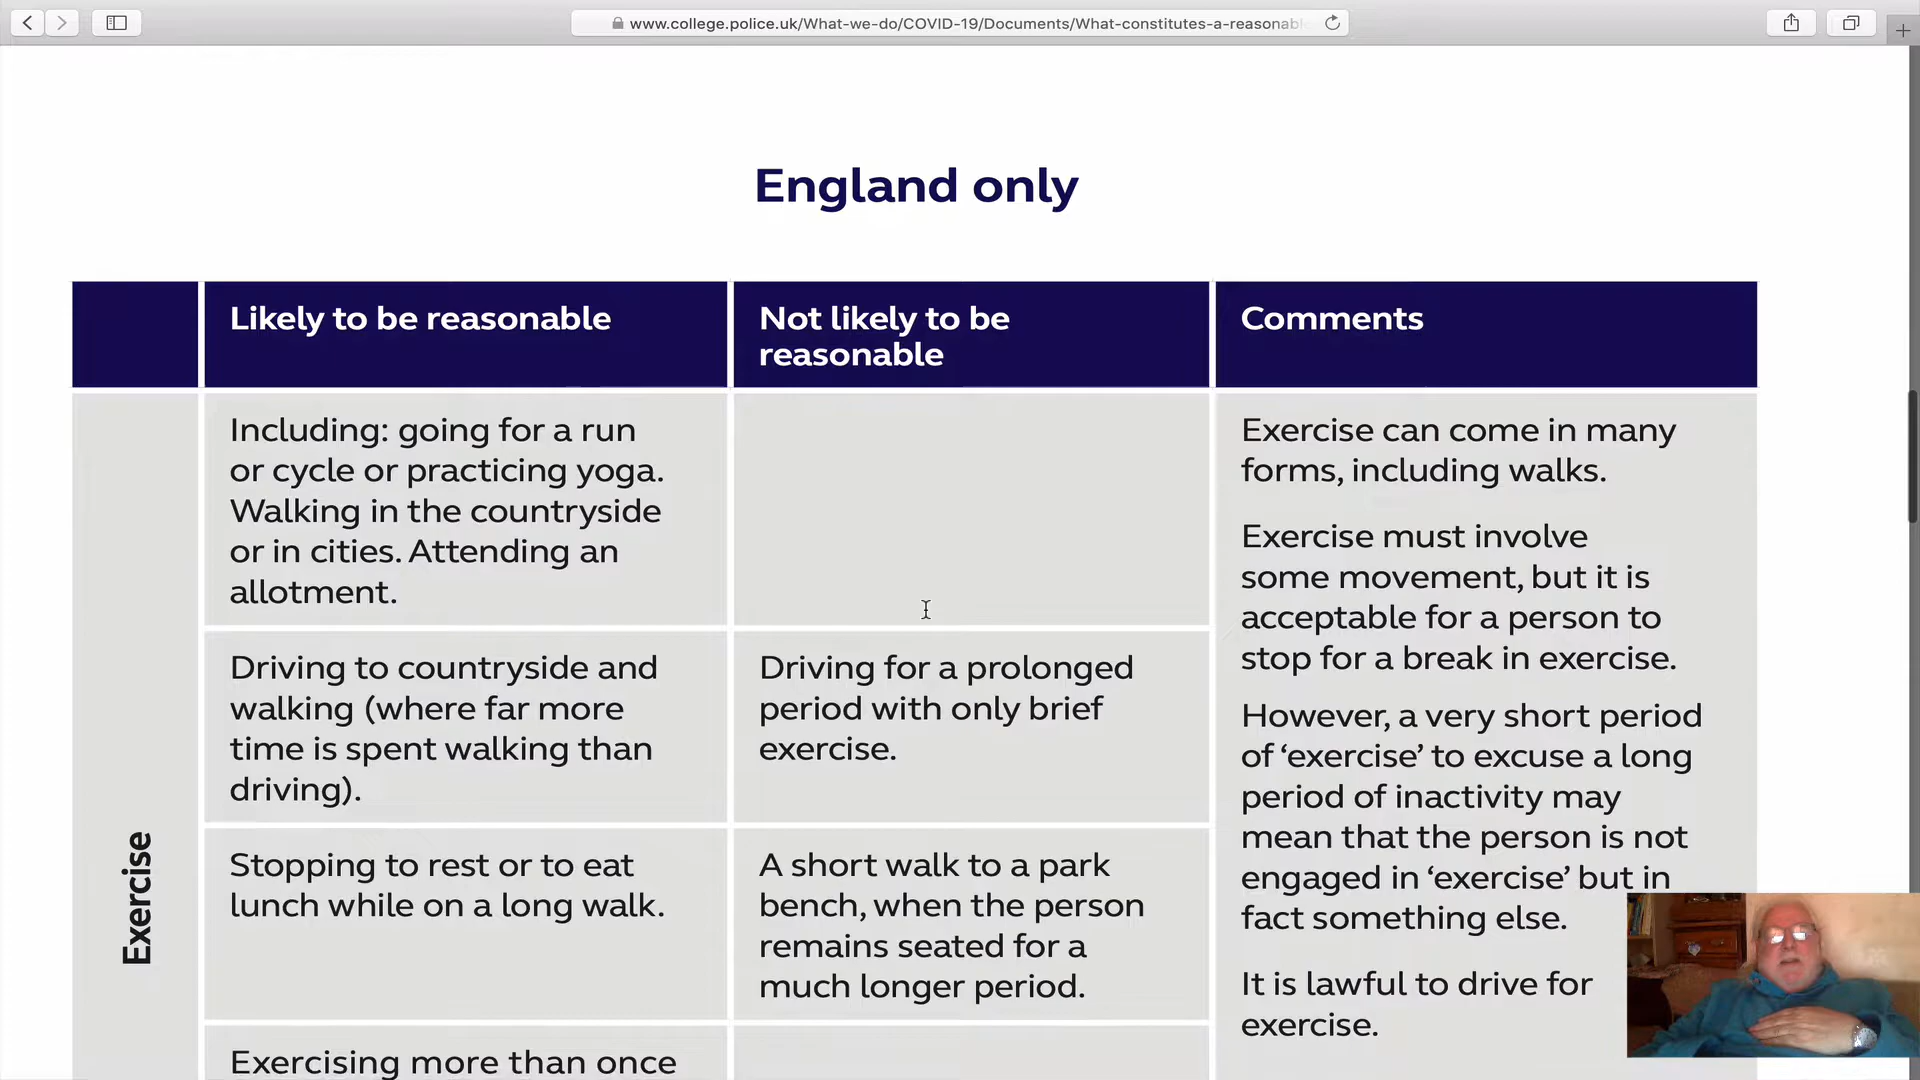 www.college.police.uk/What-we-do/COVID-19/Documents/What-constitutes-a-reasonab
England only
Likely to be reasonable
Not likely to be
reasonable
Comments
Exercise
Including: going for a run
or cycle or practicing yoga.
Walking in the countryside
or in cities. Attending an
allotment.
Driving to countryside and
walking (where far more
time is spent walking than
driving).
Driving for a prolonged
period with only brief
exercise.
Stopping to rest or to eat
lunch while on a long walk.
A short walk to a park
bench, when the person
remains seated for a
much longer period.
Exercising more than once
Exercise can come in many
forms, including walks.
Exercise must involve
some movement, but it is
acceptable for a person to
stop for a break in exercise.
However, a very short period
of ‘exercise’ to excuse a long
period of inactivity may
mean that the person is not
engaged in ‘exercise’ but in
fact something else.
It is lawful to drive for
exercise.